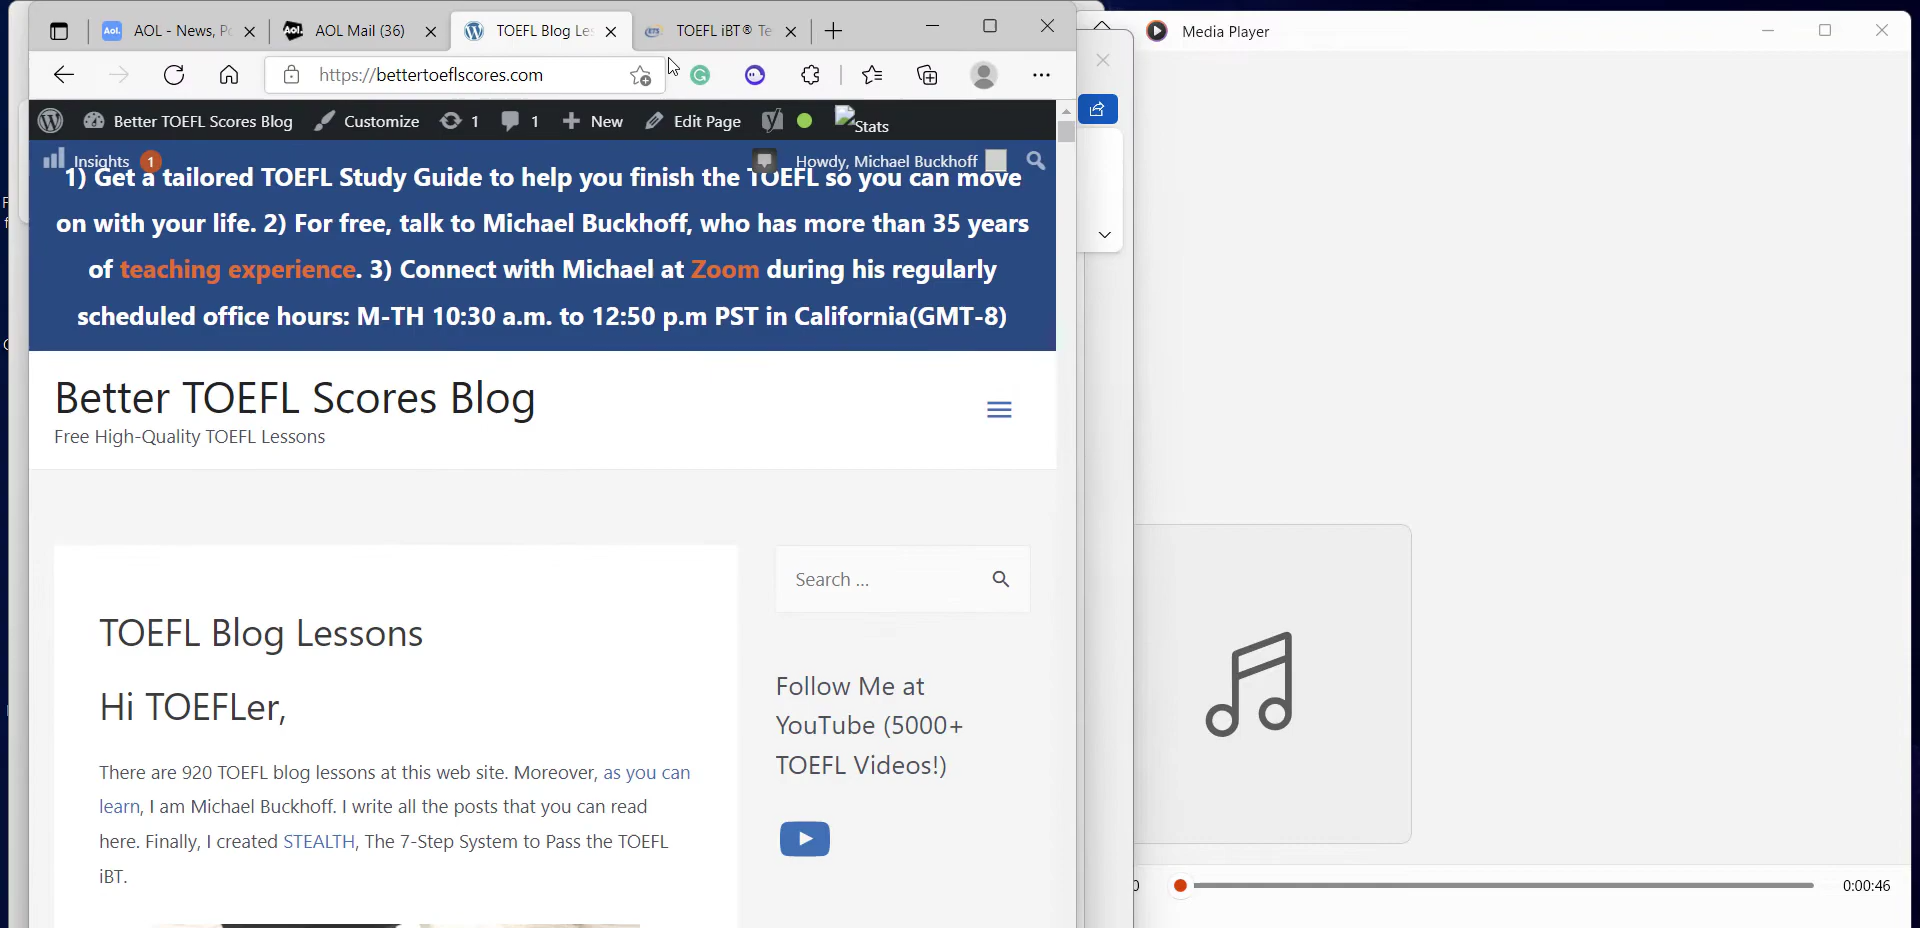 AOL - News, Po
AOL Mail (36)
TOEFL Blog Les
TOEFL iBT® Te
Media Player
https://bettertoeflscores.com
Better TOEFL Scores Blog
Customize
1
1
New
Edit Page
Stats
Insights 1
Howdy, Michael Buckhoff
1) Get a tailored TOEFL Study Guide to help you finish the TOEFL so you can move
on with your life. 2) For free, talk to Michael Buckhoff, who has more than 35 years
of teaching experience. 3) Connect with Michael at Zoom during his regularly
scheduled office hours: M-TH 10:30 a.m. to 12:50 p.m PST in California(GMT-8)
Better TOEFL Scores Blog
Free High-Quality TOEFL Lessons
Search ...
TOEFL Blog Lessons
Hi TOEFLer,
There are 920 TOEFL blog lessons at this web site. Moreover, as you can
learn, I am Michael Buckhoff. I write all the posts that you can read
here. Finally, I created STEALTH, The 7-Step System to Pass the TOEFL
iBT.
Follow Me at
YouTube (5000+
TOEFL Videos!)
0:00:46